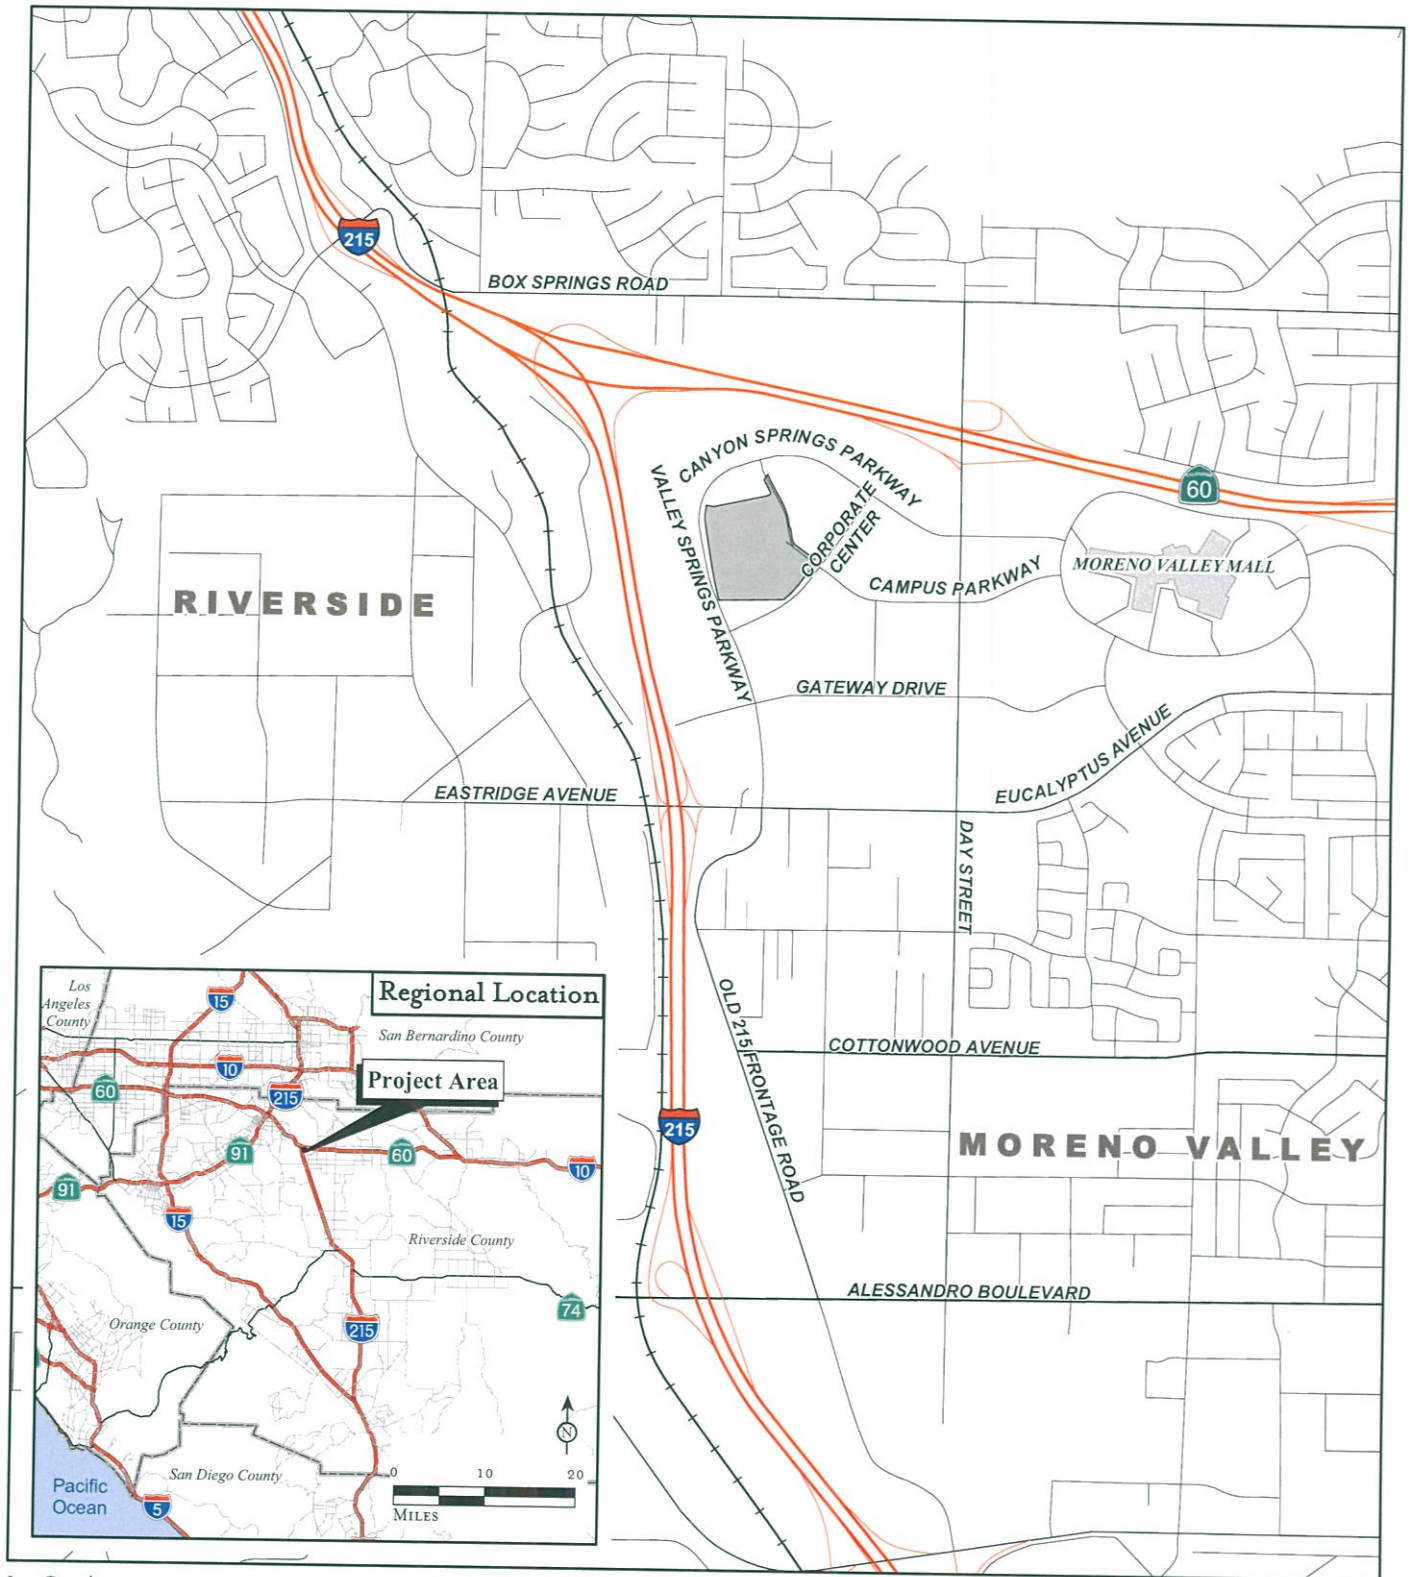 215
BOX SPRINGS ROAD
CANYON SPRINGS PARKWAY
VALLEY SPRINGS PARKWAY
CORPORATE
CENTER
60
MORENO VALLEY MALL
CAMPUS PARKWAY
RIVERSIDE
GATEWAY DRIVE
EUCALYPTUS AVENUE
EASTRIDGE AVENUE
DAY STREET
OLD 215 FRONTAGE ROAD
COTTONWOOD AVENUE
215
MORENO VALLEY
ALESSANDRO BOULEVARD
Regional Location
Los
Angeles
County
15
San Bernardino County
10
Project Area
60
215
91
60
10
91
15
Riverside County
74
Orange County
215
N
San Diego County
0 10 20
MILES
Pacific
Ocean
5